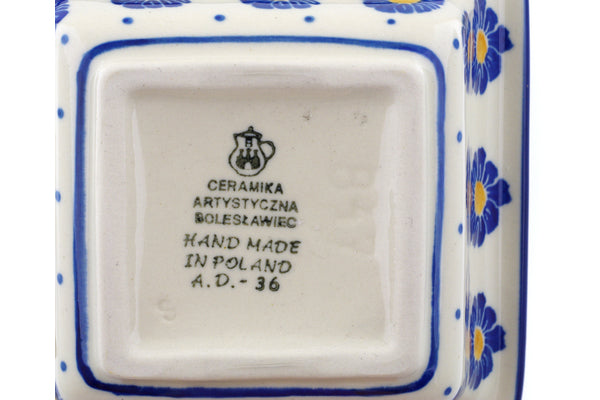 CERAMIKA
ARTYSTYCZNA
BOLESŁAWIEC
HAND MADE
IN POLAND
A.D.- 36